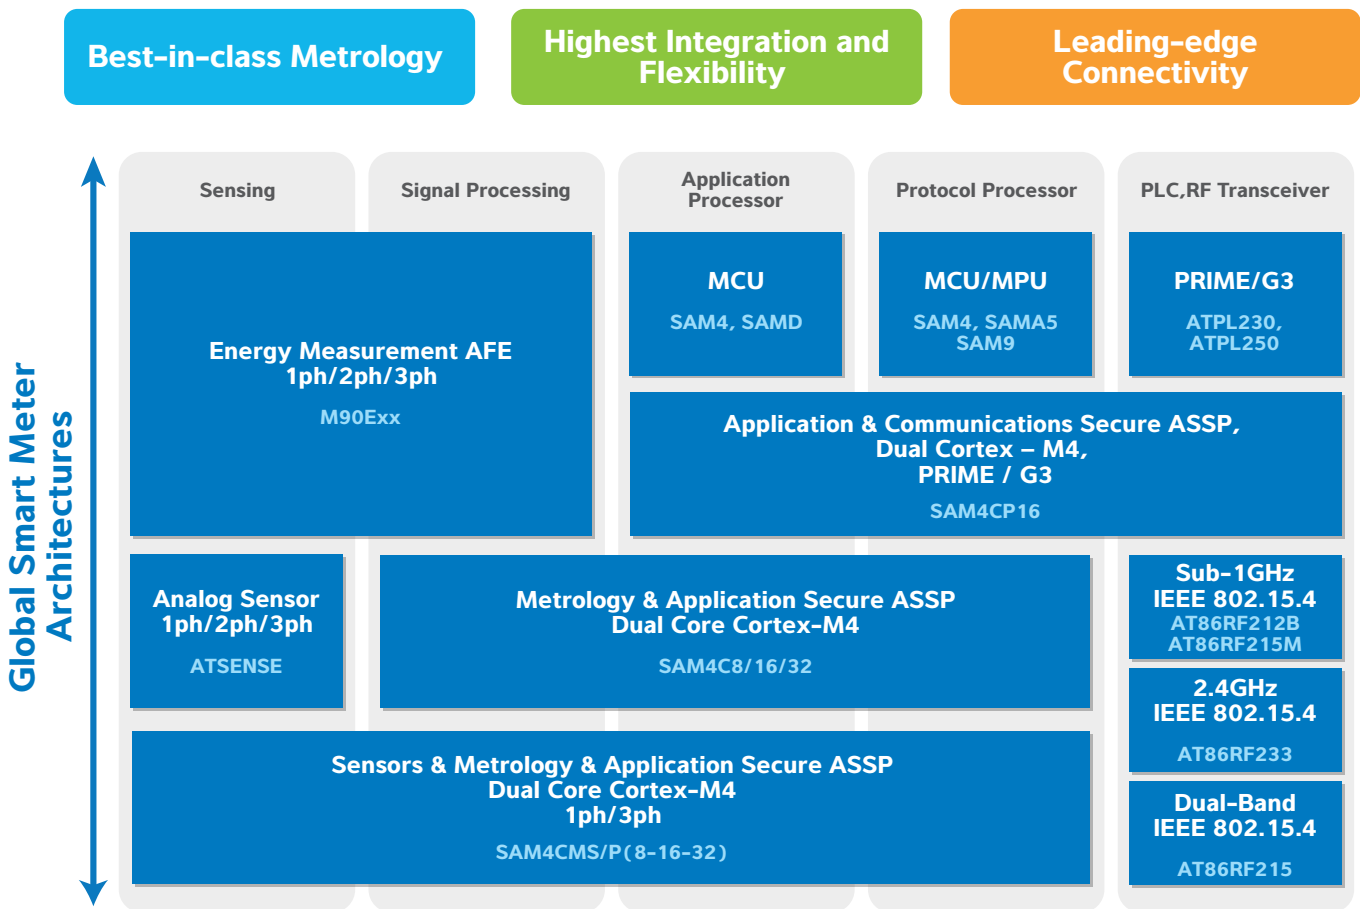 Best-in-class Metrology
Highest Integration and
Flexibility
Leading-edge
Connectivity
Global Smart Meter
Architectures
Sensing
Signal Processing
Application
Processor
Protocol Processor
PLC,RF Transceiver
Energy Measurement AFE
1ph/2ph/3ph
M90Exx
MCU
SAM4, SAMD
MCU/MPU
SAM4, SAMA5
SAM9
PRIME/G3
ATPL230,
ATPL250
Application & Communications Secure ASSP,
Dual Cortex – M4,
PRIME / G3
SAM4CP16
Analog Sensor
1ph/2ph/3ph
ATSENSE
Metrology & Application Secure ASSP
Dual Core Cortex-M4
SAM4C8/16/32
Sub-1GHz
IEEE 802.15.4
AT86RF212B
AT86RF215M
2.4GHz
IEEE 802.15.4
AT86RF233
Sensors & Metrology & Application Secure ASSP
Dual Core Cortex-M4
1ph/3ph
SAM4CMS/P(8-16-32)
Dual-Band
IEEE 802.15.4
AT86RF215